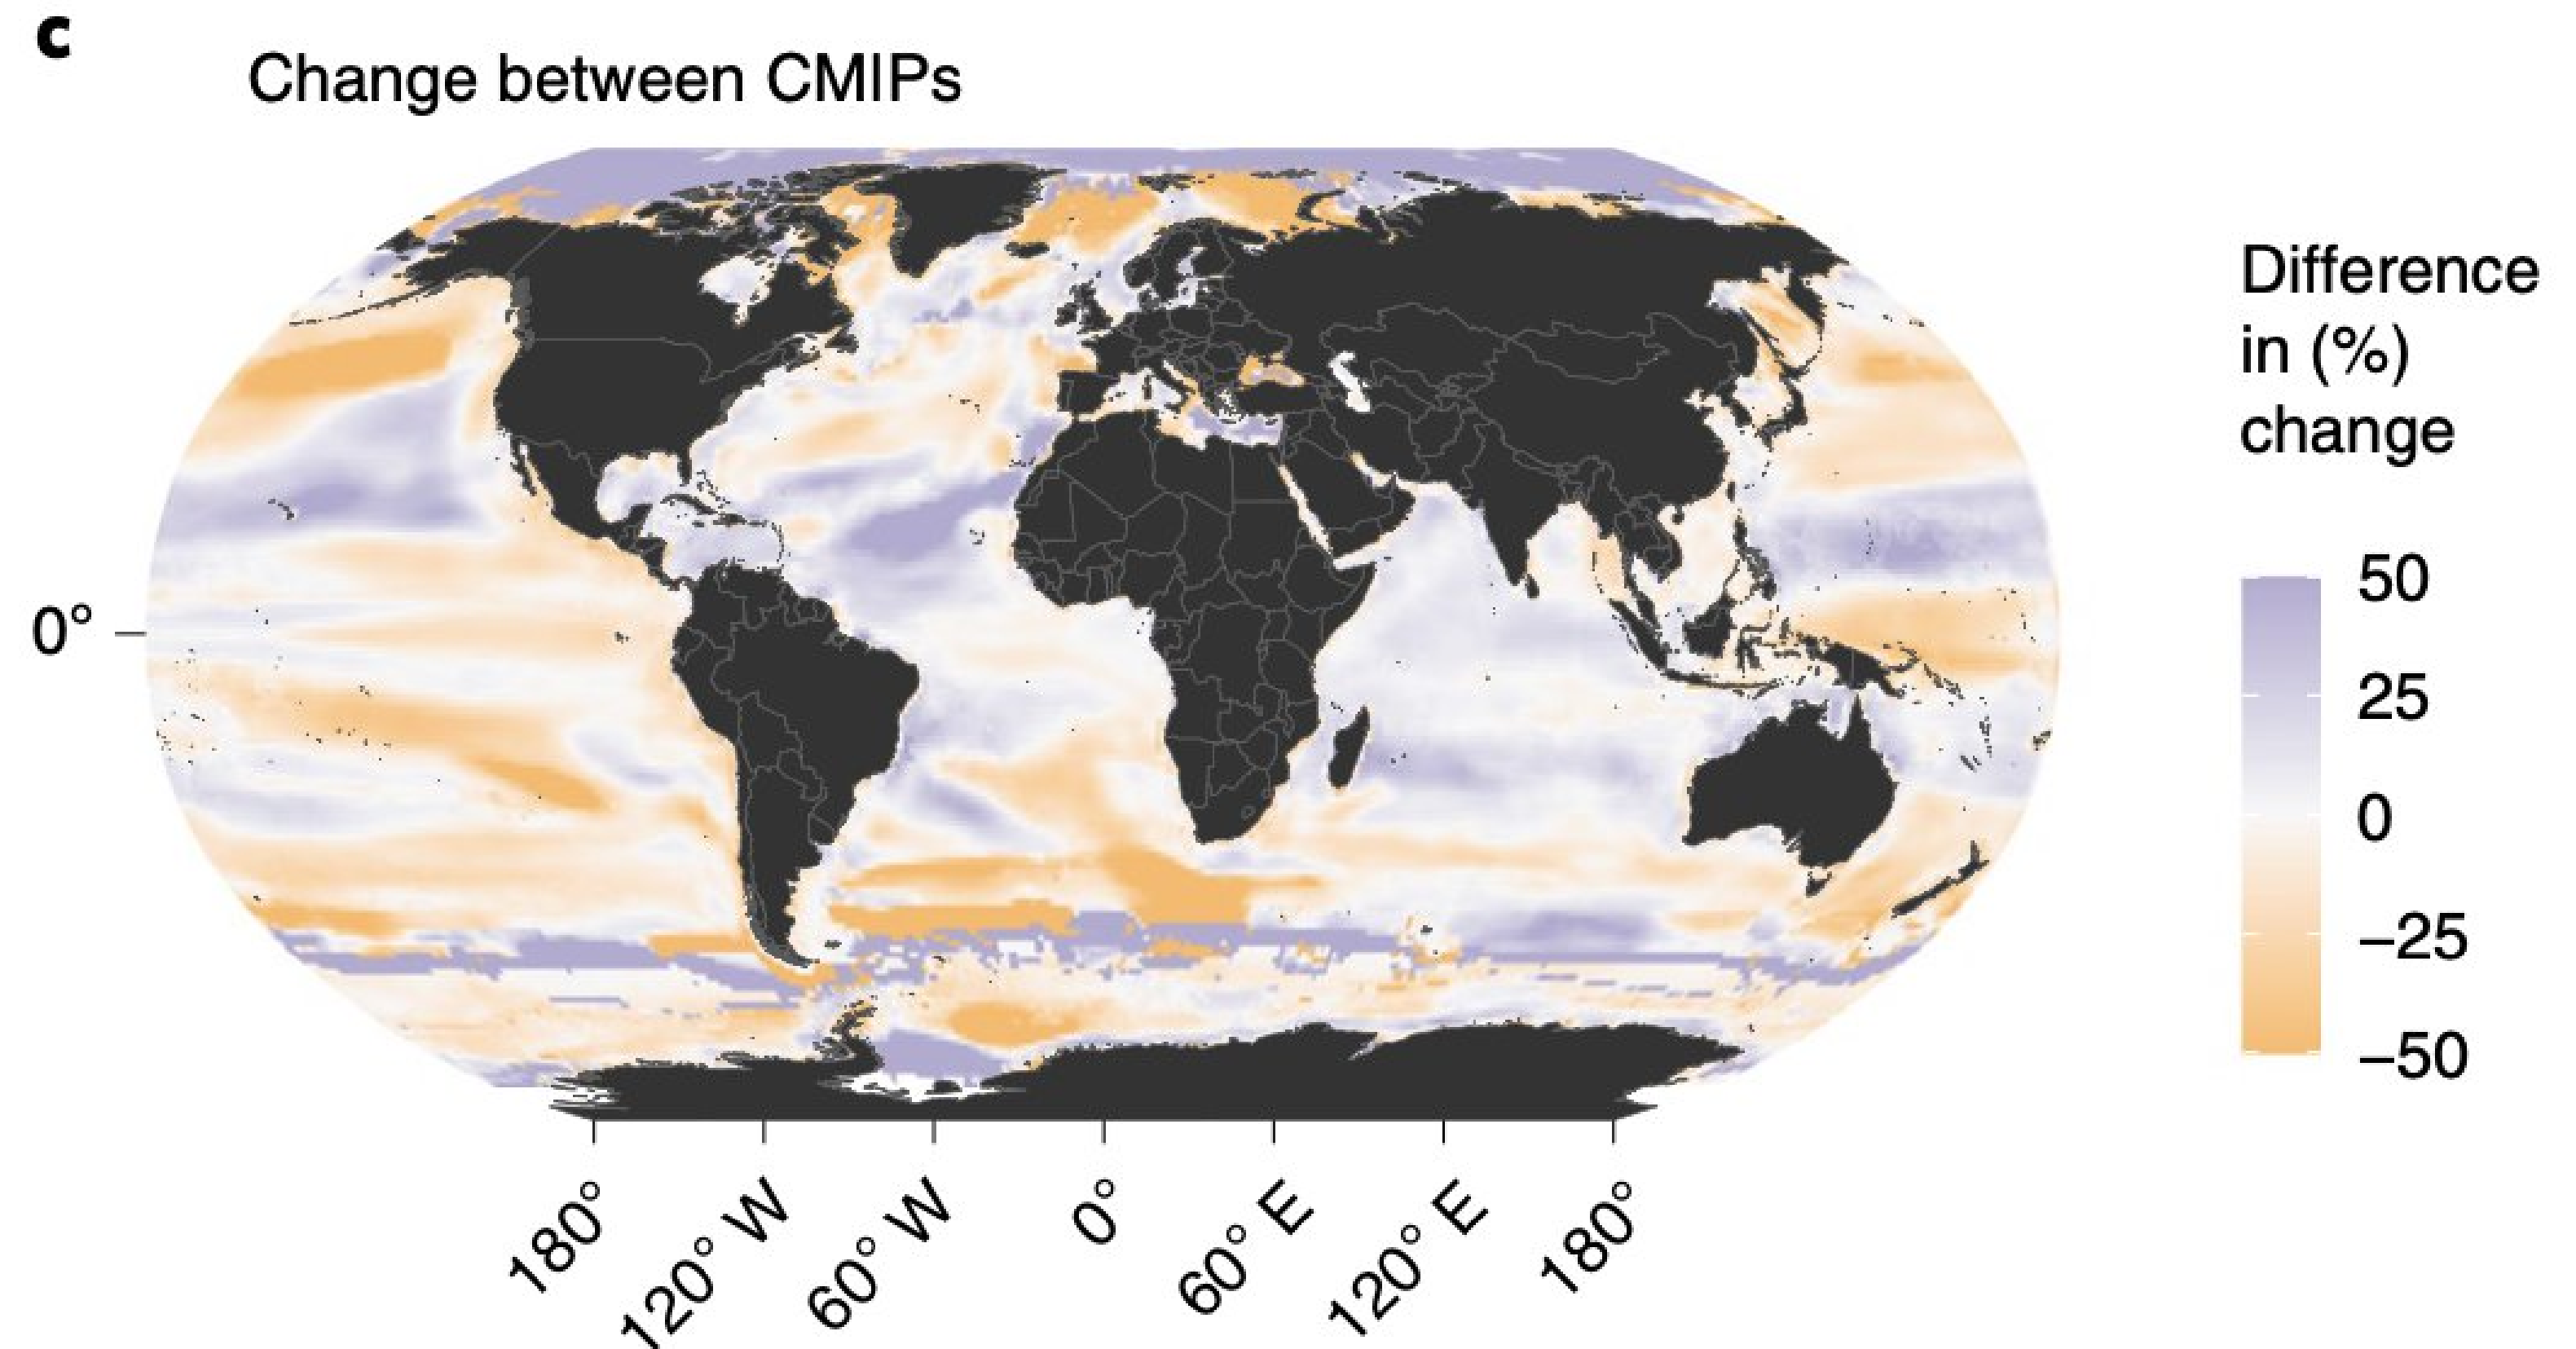 c
Change between CMIPs
0°
Difference
in (%)
change
50
25
0
−25
−50
180°
120° W
60° W
0°
60° E
120° E
180°